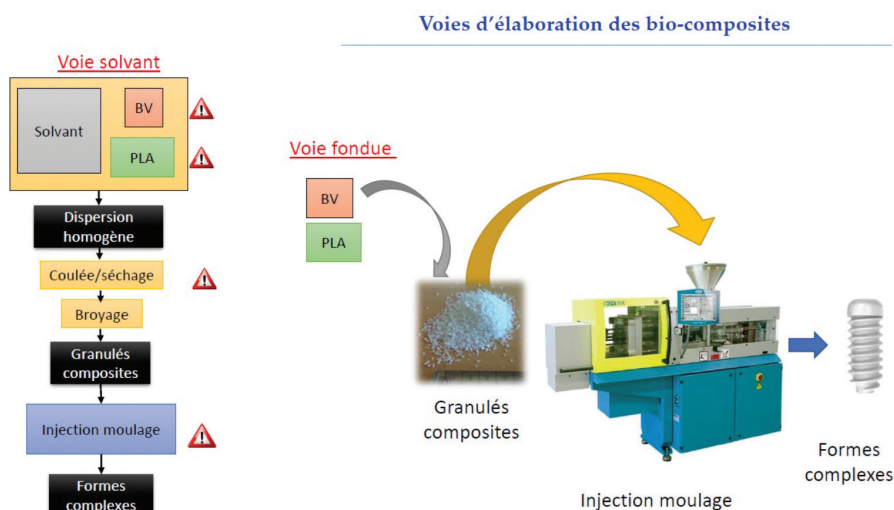 Voies d'élaboration des bio-composites
Voie solvant
Solvant
BV
PLA
Dispersion
homogène
Coulée/séchage
Broyage
Granulés
composites
Injection moulage
Formes
complexes
Voie fondue
BV
PLA
Granulés
composites
Injection moulage
Formes
complexes